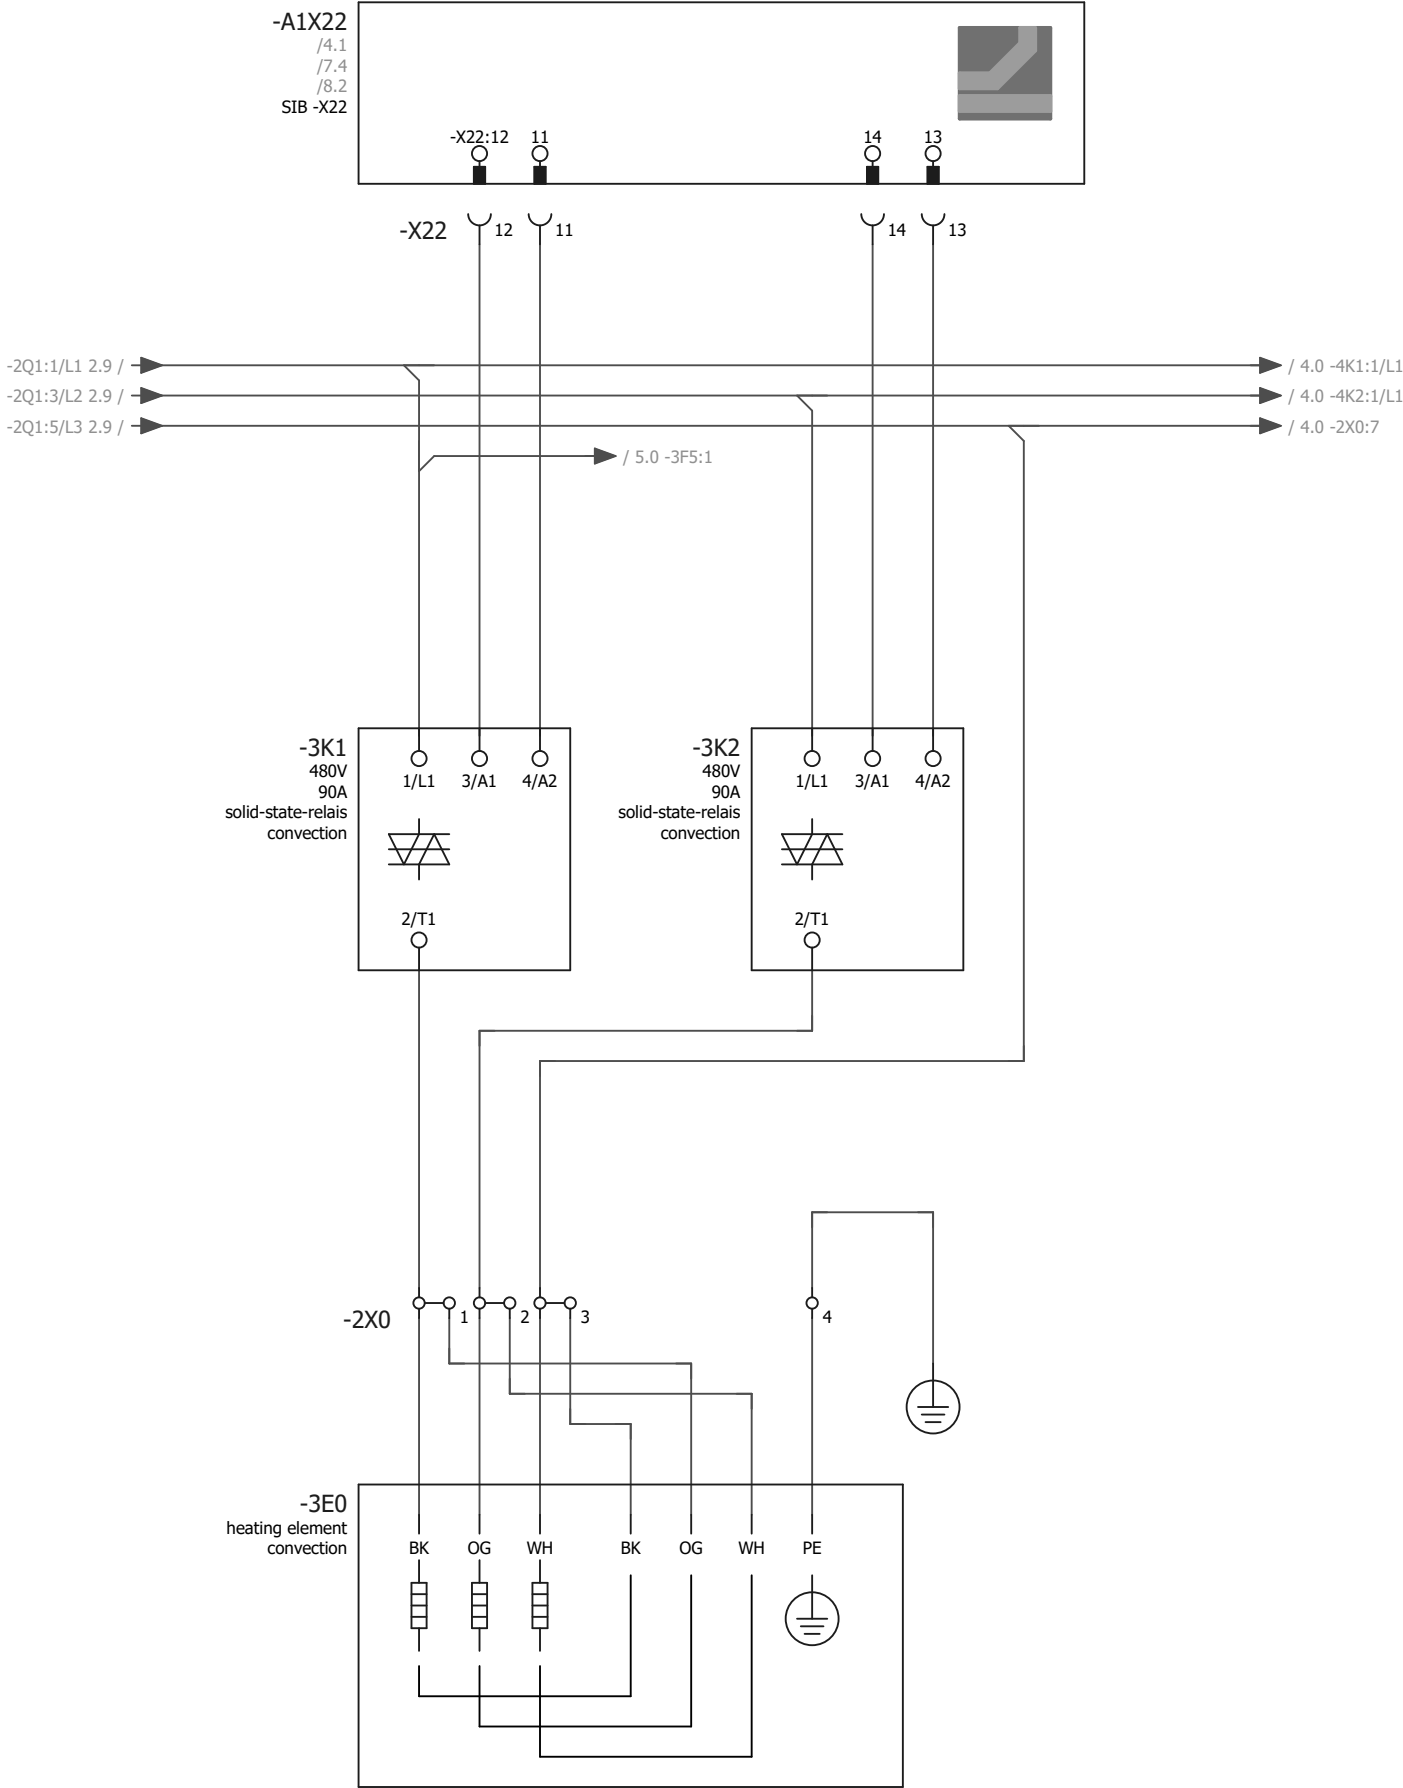 -A1X22
/4.1
/7.4
/8.2
SIB -X22
-X22:12 11 14 13
-X22 12 11 14 13
-2Q1:1/L1 2.9 / / 4.0 -4K1:1/L1
-2Q1:3/L2 2.9 / / 4.0 -4K2:1/L1
-2Q1:5/L3 2.9 / / 4.0 -2X0:7
/ 5.0 -3F5:1
-3K1
480V
90A
solid-state-relais
convection
1/L1 3/A1 4/A2
2/T1
-3K2
480V
90A
solid-state-relais
convection
1/L1 3/A1 4/A2
2/T1
-2X0 1 2 3 4
-3E0
heating element
convection
BK OG WH BK OG WH PE